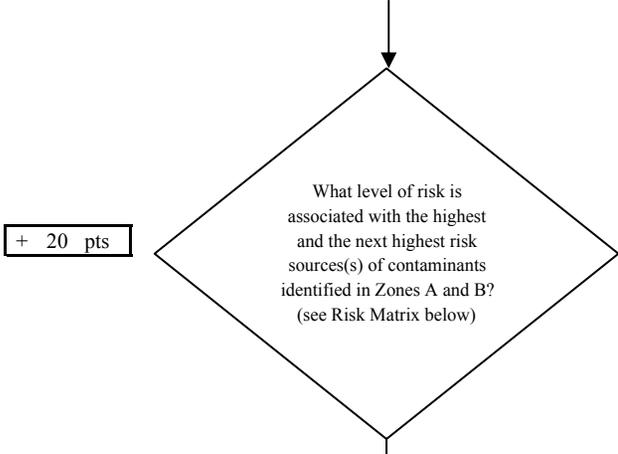 What level of risk is
associated with the highest
+ 20 pts
and the next highest risk
sources(s) of contaminants
identified in Zones A and B?
(see Risk Matrix below)